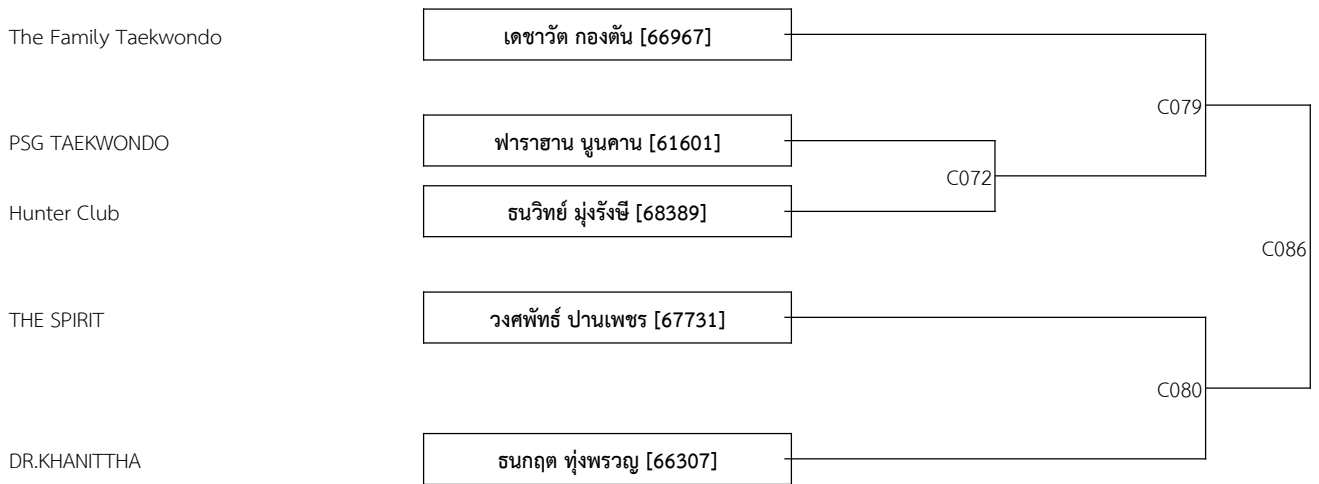 The Family Taekwondo เดชาวัต กองตัน [66967]
C079
PSG TAEKWONDO ฟาราฮาน นูนคาน [61601]
C072
Hunter Club ธนวิทย์ มุ่งรังษี [68389]
C086
THE SPIRIT วงศพัทธ์ ปานเพชร [67731]
C080
DR.KHANITTHA ธนกฤต ทุ่งพรวญ [66307]